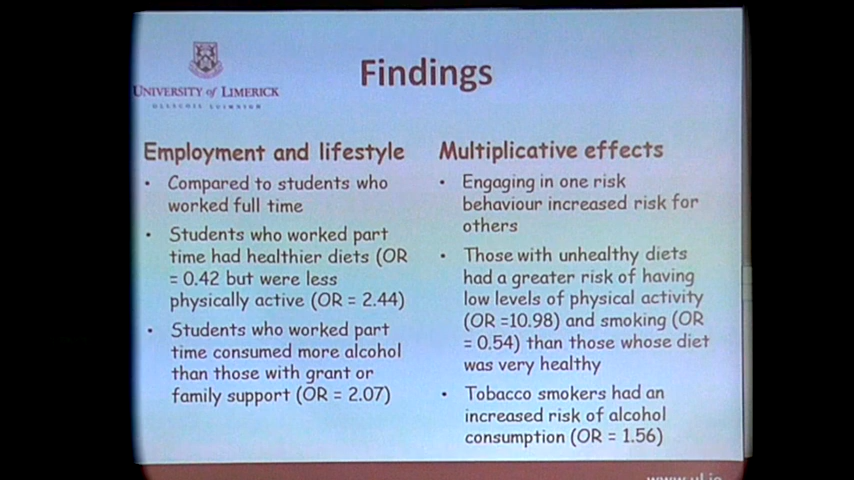 Findings
UNIVERSITY of LIMERICK
OLLSCOIL LUIMNIGH
Employment and lifestyle
• Compared to students who
worked full time
• Students who worked part
time had healthier diets (OR
= 0.42 but were less
physically active (OR = 2.44)
• Students who worked part
time consumed more alcohol
than those with grant or
family support (OR = 2.07)
Multiplicative effects
• Engaging in one risk
behaviour increased risk for
others
• Those with unhealthy diets
had a greater risk of having
low levels of physical activity
(OR =10.98) and smoking (OR
= 0.54) than those whose diet
was very healthy
• Tobacco smokers had an
increased risk of alcohol
consumption (OR = 1.56)
www.ul.ie